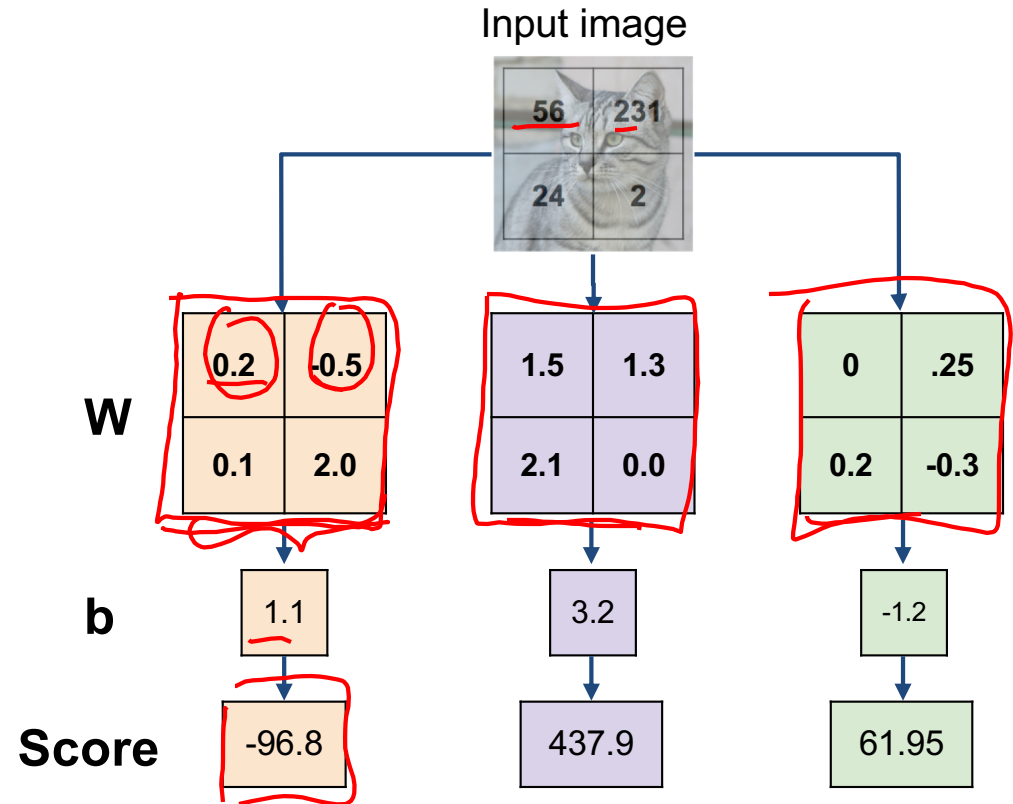 Input image
56 231
24 2
W
0.2 -0.5 1.5 1.3 0 .25
0.1 2.0 2.1 0.0 0.2 -0.3
b 1.1 3.2 -1.2
Score -96.8 437.9 61.95